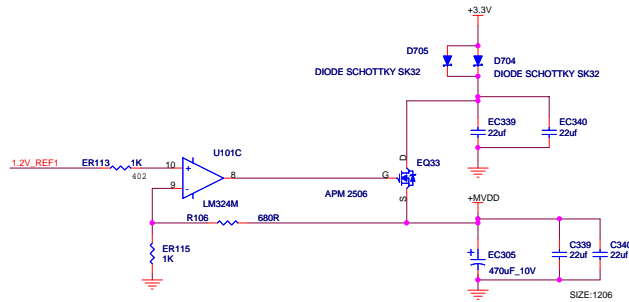 +3.3V
D705
D704
DIODE SCHOTTKY SK32
DIODE SCHOTTKY SK32
EC339
22uf
EC340
22uf
U101C
1.2V_REF1
ER113
1K
402
10
+
9
-
8
LM324M
EQ33
D
G
S
APM 2506
R106
680R
+MVDD
ER115
1K
+
EC305
470uF_10V
C339
22uf
C340
22uf
SIZE:1206